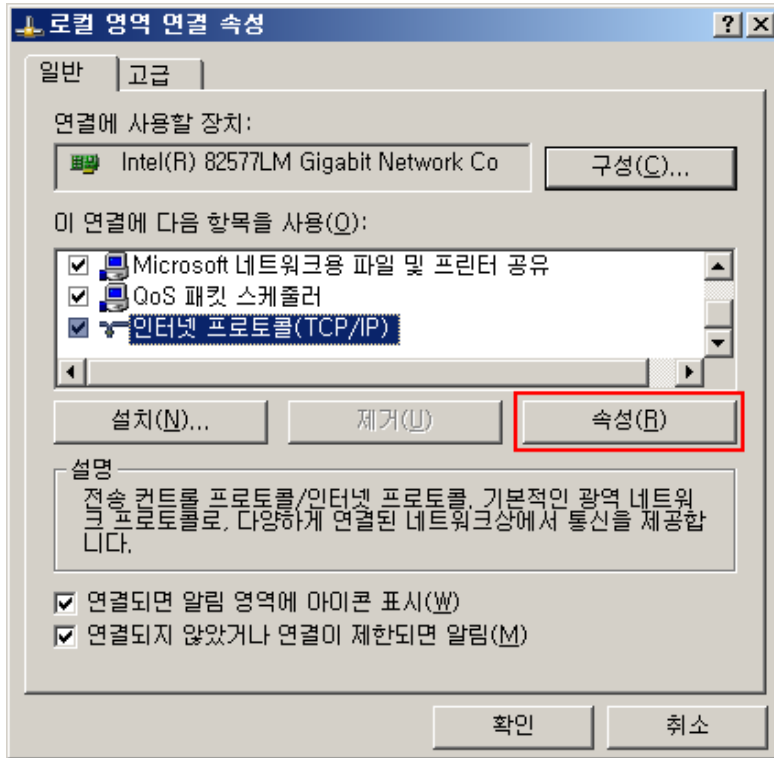 로컬 영역 연결 속성
일반 고급
연결에 사용할 장치:
Intel(R) 82577LM Gigabit Network Co 구성(C)...
이 연결에 다음 항목을 사용(O):
Microsoft 네트워크용 파일 및 프린터 공유
QoS 패킷 스케줄러
인터넷 프로토콜(TCP/IP)
설치(N)... 제거(U) 속성(R)
설명
전송 컨트롤 프로토콜/인터넷 프로토콜. 기본적인 광역 네트워
크 프로토콜로, 다양하게 연결된 네트워크상에서 통신을 제공합
니다.
연결되면 알림 영역에 아이콘 표시(W)
연결되지 않았거나 연결이 제한되면 알림(M)
확인 취소